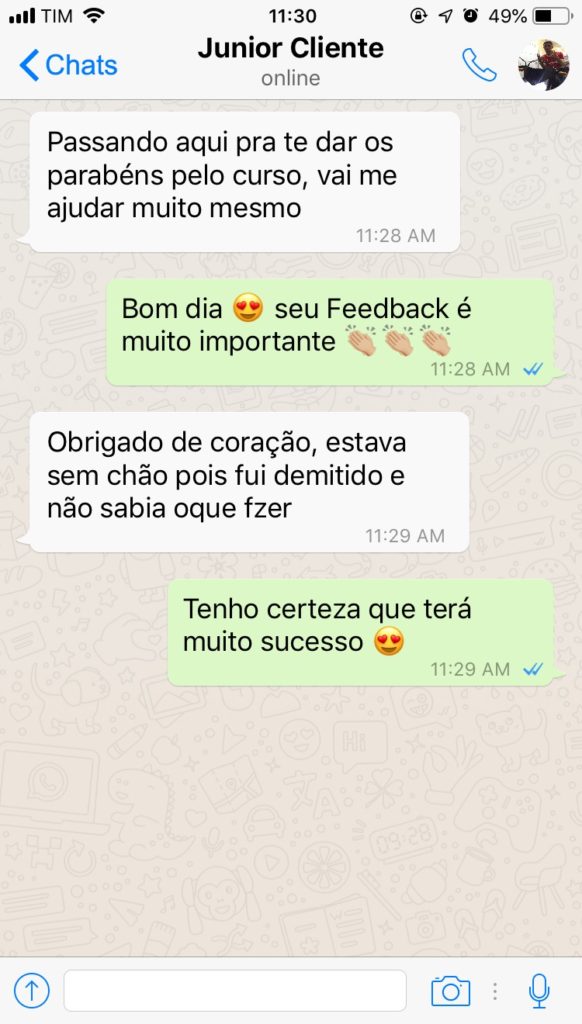 TIM 11:30 49%
Chats Junior Cliente
online
Passando aqui pra te dar os
parabéns pelo curso, vai me
ajudar muito mesmo
11:28 AM
Bom dia 😍 seu Feedback é
muito importante 👏🏼👏🏼👏🏼
11:28 AM
Obrigado de coração, estava
sem chão pois fui demitido e
não sabia oque fzer
11:29 AM
Tenho certeza que terá
muito sucesso 😍
11:29 AM
Hi
09:28